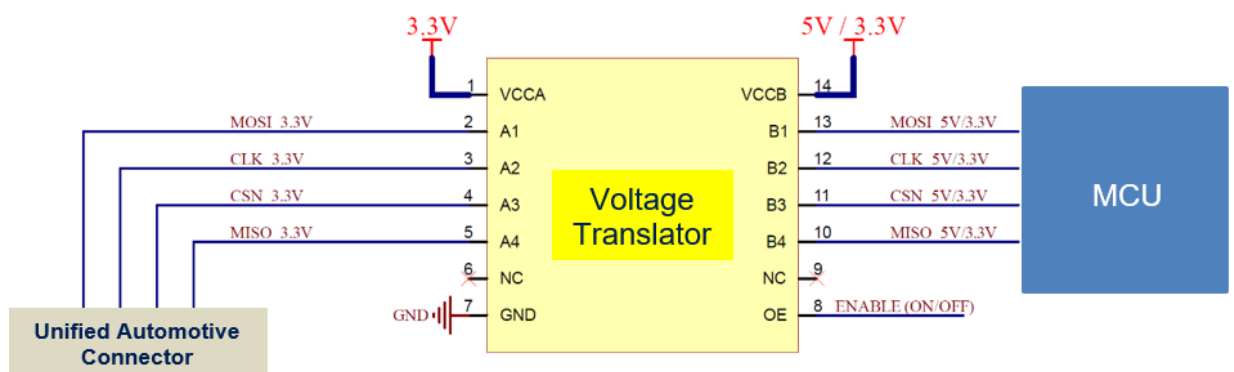 3.3V
5V / 3.3V
1 VCCA VCCB 14
MOSI 3.3V 2 A1 B1 13 MOSI 5V/3.3V
CLK 3.3V 3 A2 B2 12 CLK 5V/3.3V
CSN 3.3V 4 A3 B3 11 CSN 5V/3.3V
MISO 3.3V 5 A4 B4 10 MISO 5V/3.3V
6 NC NC 9
GND 7 GND OE 8 ENABLE (ON/OFF)
Voltage
Translator
MCU
Unified Automotive
Connector